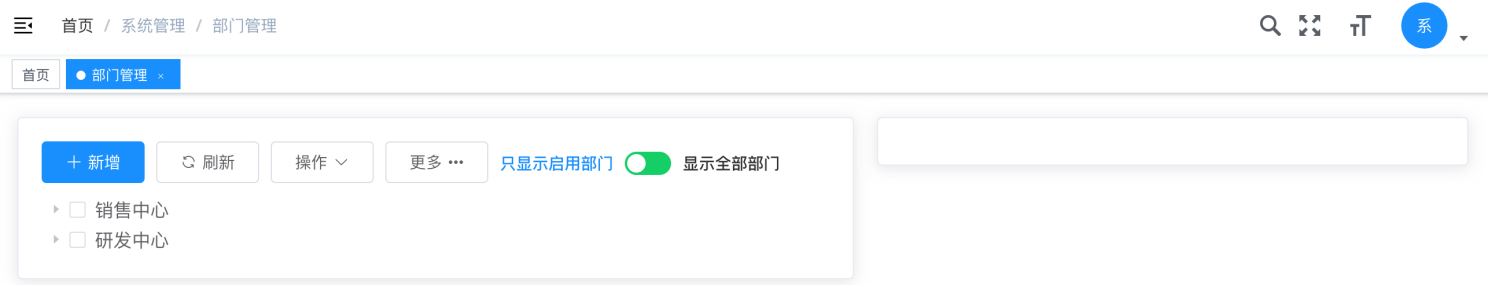 首页 / 系统管理 / 部门管理
系
首页
部门管理 ×
新增 刷新 操作 更多 只显示启用部门 显示全部部门
销售中心
研发中心